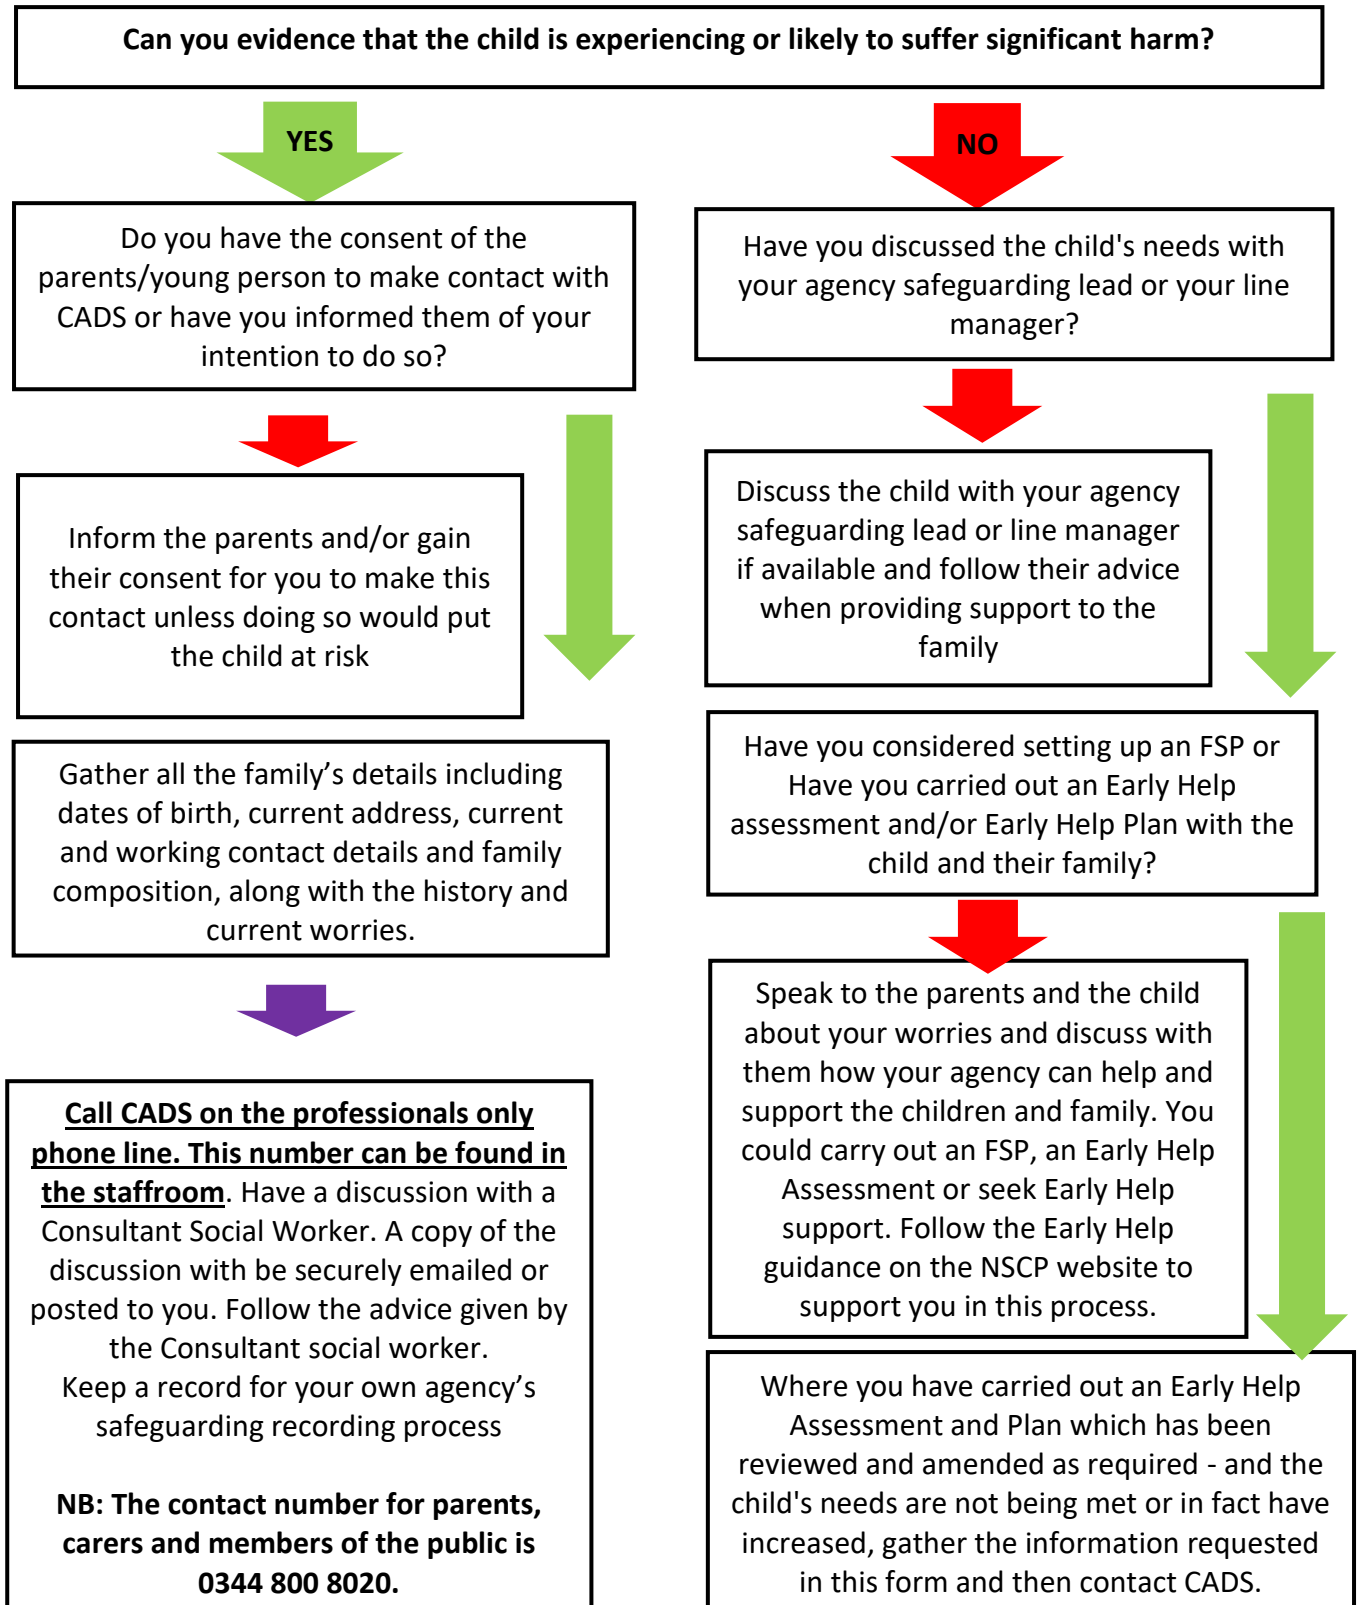 Can you evidence that the child is experiencing or likely to suffer significant harm?
YES
NO
Do you have the consent of the
parents/young person to make contact with
CADS or have you informed them of your
intention to do so?
Inform the parents and/or gain
their consent for you to make this
contact unless doing so would put
the child at risk
Gather all the family’s details including
dates of birth, current address, current
and working contact details and family
composition, along with the history and
current worries.
Call CADS on the professionals only
phone line. This number can be found in
the staffroom. Have a discussion with a
Consultant Social Worker. A copy of the
discussion with be securely emailed or
posted to you. Follow the advice given by
the Consultant social worker.
Keep a record for your own agency’s
safeguarding recording process
NB: The contact number for parents,
carers and members of the public is
0344 800 8020.
Have you discussed the child's needs with
your agency safeguarding lead or your line
manager?
Discuss the child with your agency
safeguarding lead or line manager
if available and follow their advice
when providing support to the
family
Have you considered setting up an FSP or
Have you carried out an Early Help
assessment and/or Early Help Plan with the
child and their family?
Speak to the parents and the child
about your worries and discuss with
them how your agency can help and
support the children and family. You
could carry out an FSP, an Early Help
Assessment or seek Early Help
support. Follow the Early Help
guidance on the NSCP website to
support you in this process.
Where you have carried out an Early Help
Assessment and Plan which has been
reviewed and amended as required - and the
child's needs are not being met or in fact have
increased, gather the information requested
in this form and then contact CADS.